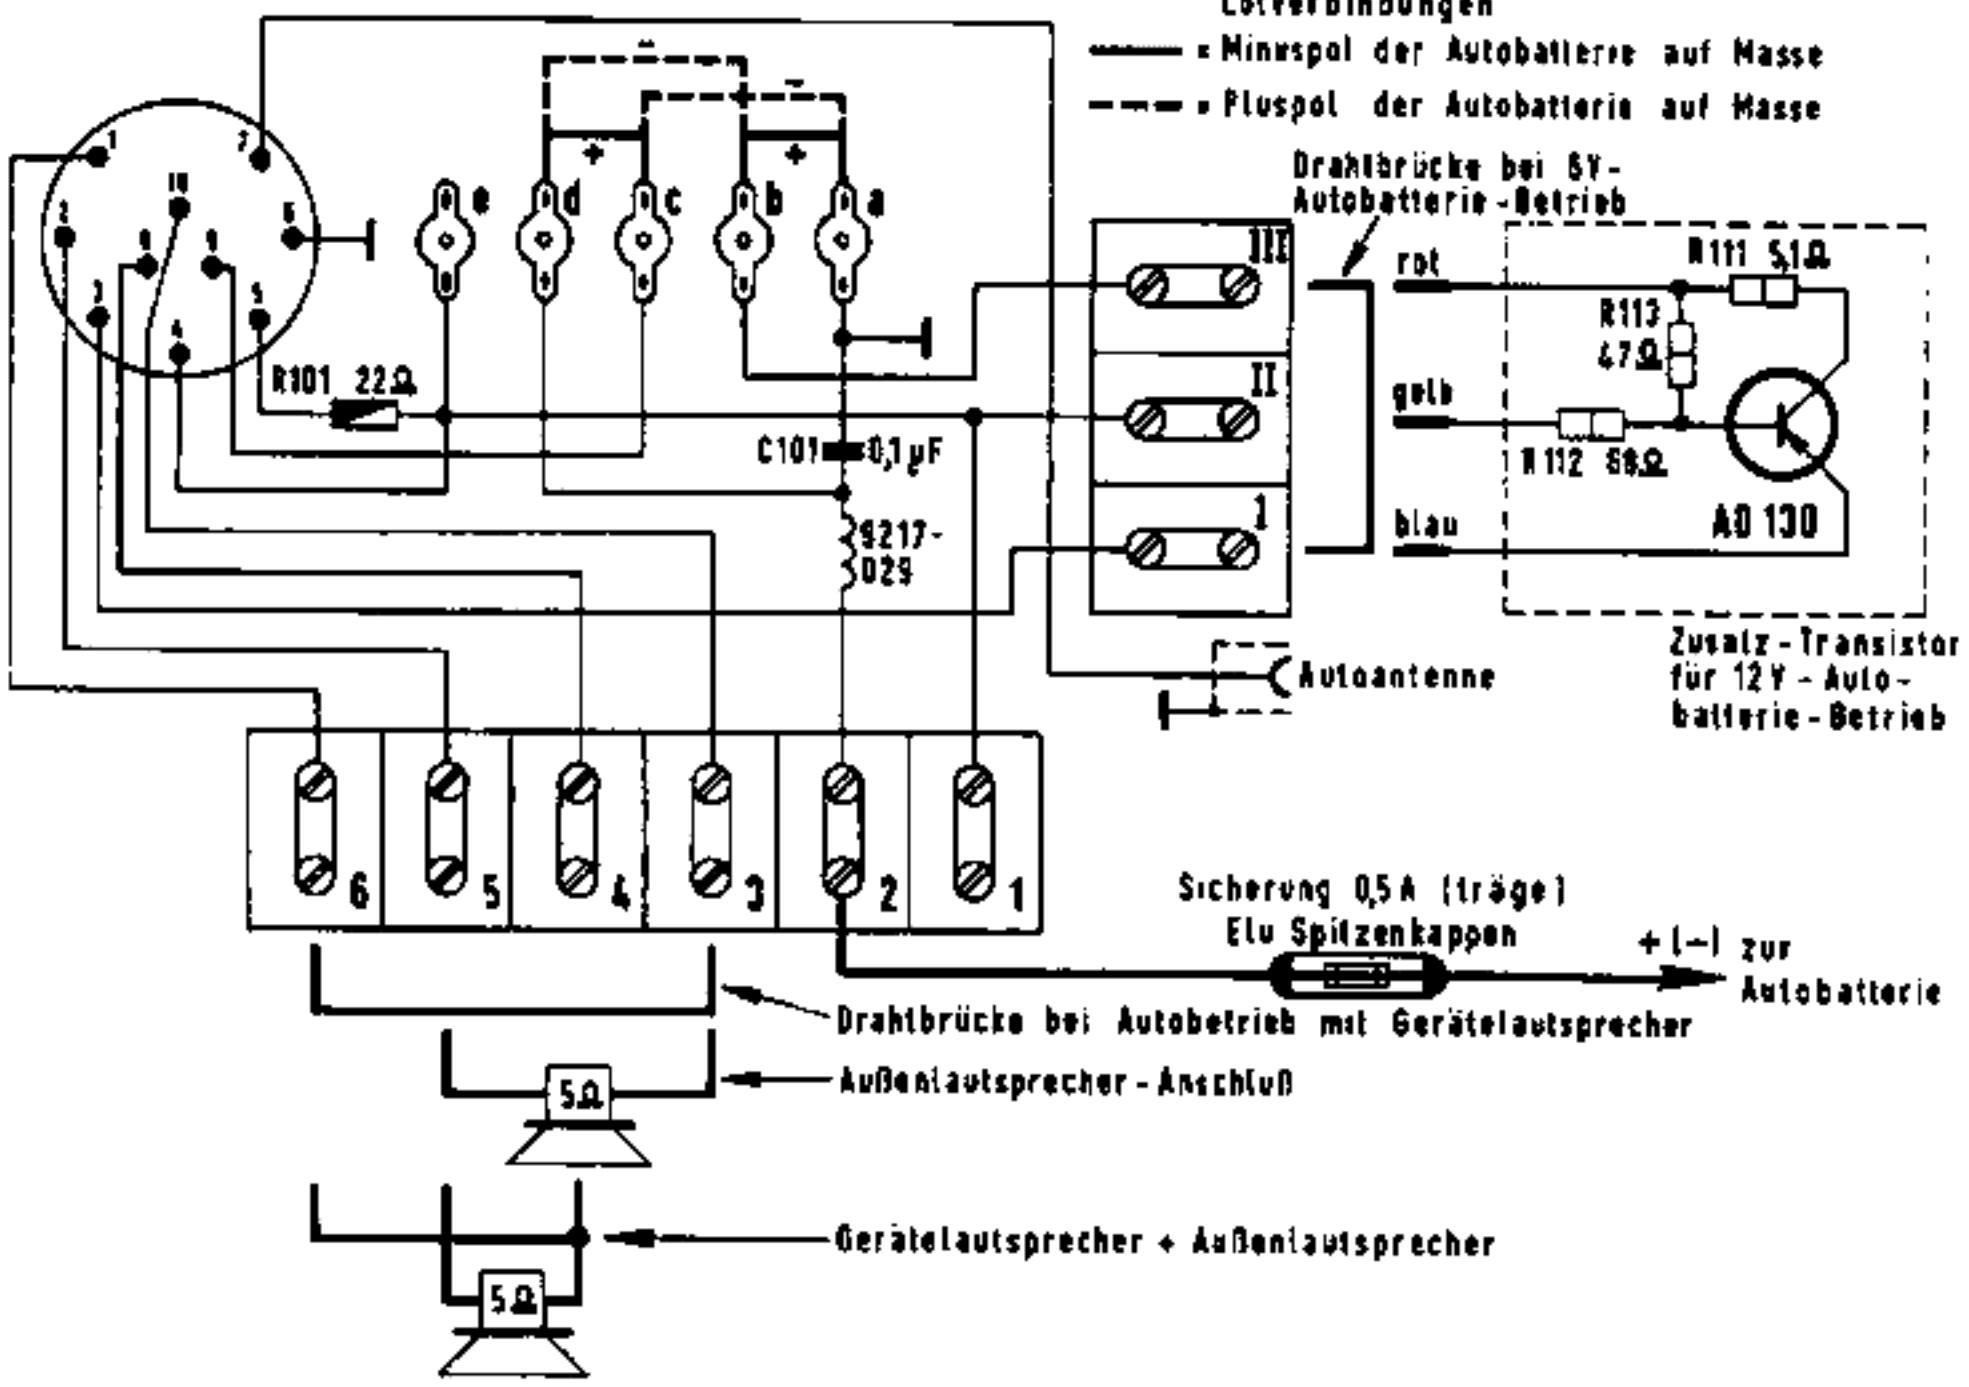 Lötverbindungen
= Minuspol der Autobatterie auf Masse
= Pluspol der Autobatterie auf Masse
Drahtbrücke bei 6V-
Autobatterie-Betrieb
1
7
10
2
6
8
9
3
5
4
-
-
+
+
e
d
c
b
a
III
II
I
rot
gelb
blau
R111 5,1Ω
R113
47Ω
R112 68Ω
AD 130
R101 22Ω
C101 0,1µF
9217-
029
Zusatz-Transistor
für 12V-Auto-
batterie-Betrieb
Autoantenne
6
5
4
3
2
1
Sicherung 0,5A (träge)
Elu Spitzenkappen
+(-) zur
Autobatterie
Drahtbrücke bei Autobetrieb mit Gerätelautsprecher
Außenlautsprecher-Anschluß
5Ω
Gerätelautsprecher + Außenlautsprecher
5Ω